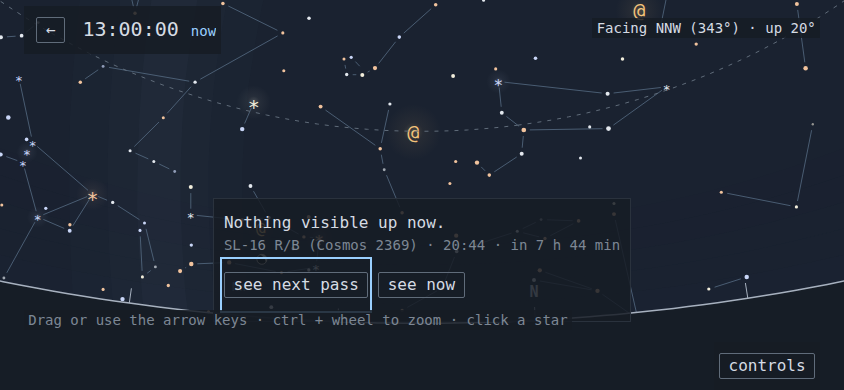 ← 13:00:00 now
Facing NNW (343°) · up 20°
Nothing visible up now.
SL-16 R/B (Cosmos 2369) · 20:44 · in 7 h 44 min
see next pass see now
N
Drag or use the arrow keys · ctrl + wheel to zoom · click a star
controls